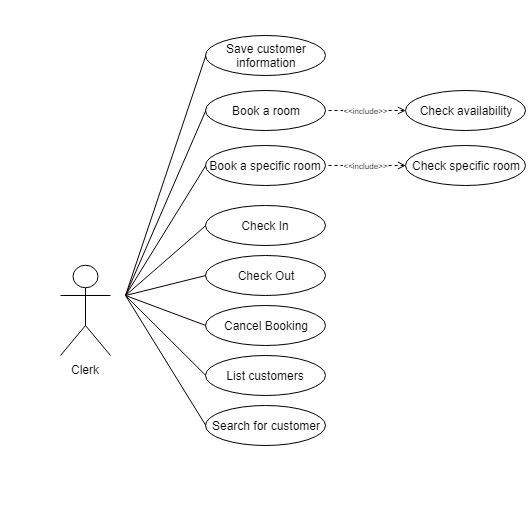 Save customer
information
Book a room
<<include>>
Check availability
Book a specific room
<<include>>
Check specific room
Check In
Check Out
Cancel Booking
List customers
Search for customer
Clerk